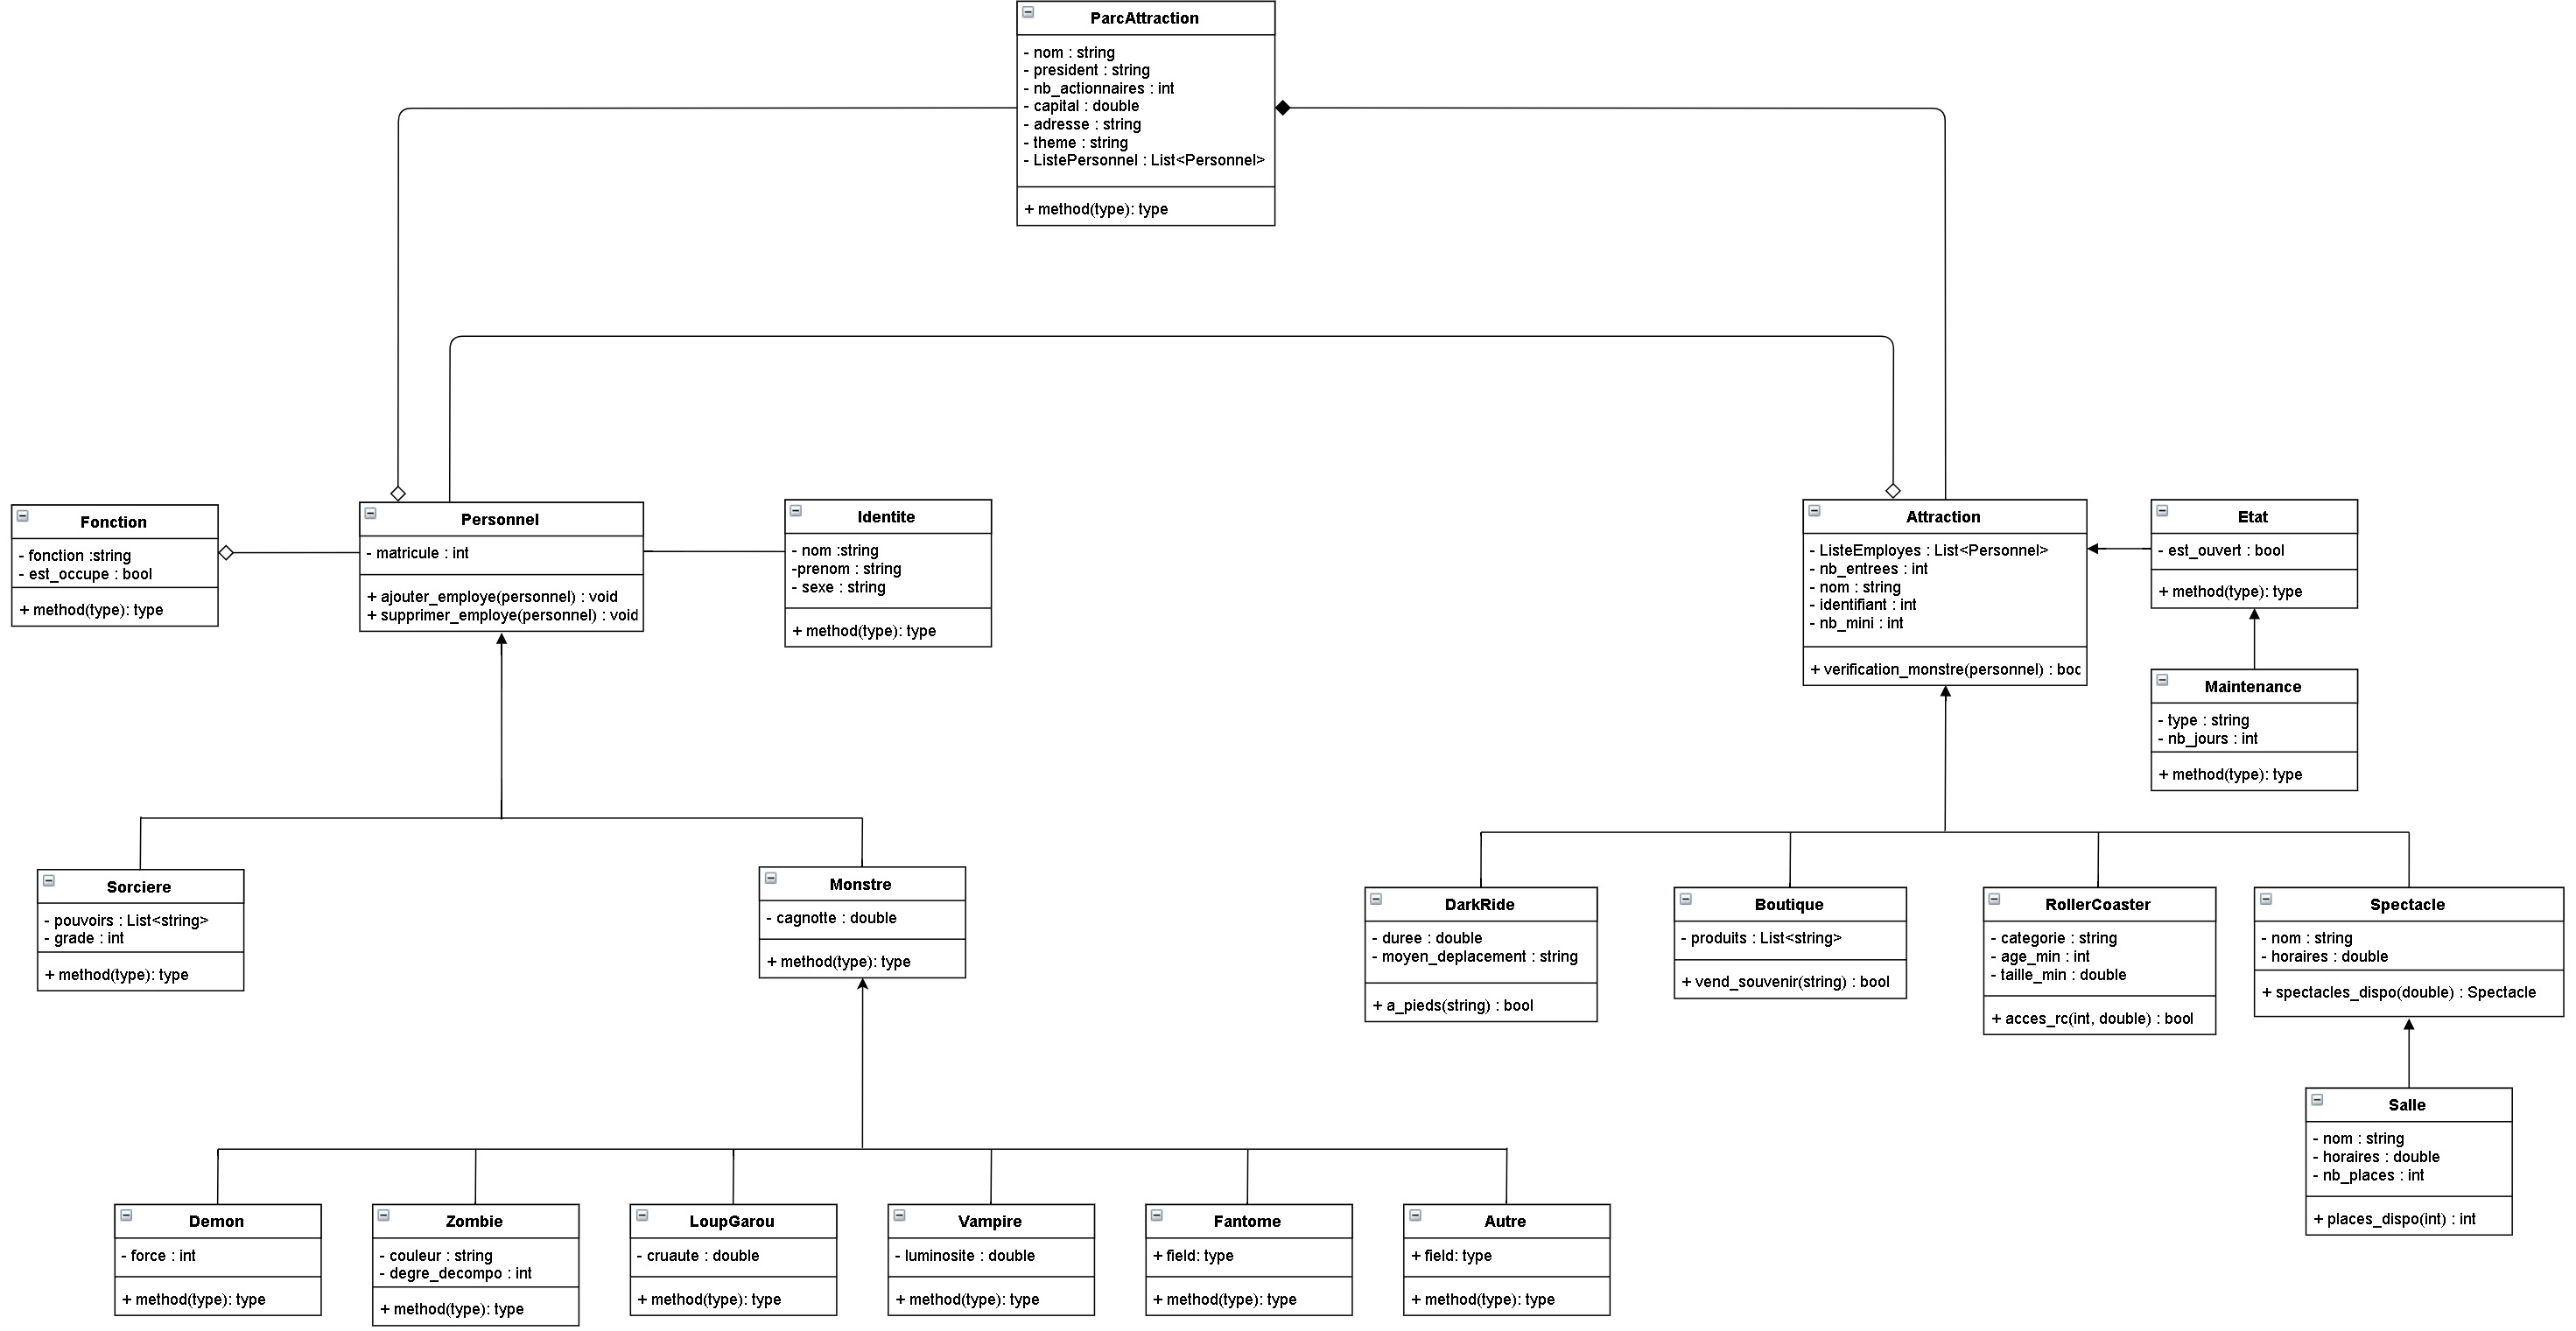 ParcAttraction
- nom : string
- president : string
- nb_actionnaires : int
- capital : double
- adresse : string
- theme : string
- ListePersonnel : List<Personnel>
+ method(type): type
Fonction
- fonction :string
- est_occupe : bool
+ method(type): type
Personnel
- matricule : int
+ ajouter_employe(personnel) : void
+ supprimer_employe(personnel) : void
Identite
- nom :string
-prenom : string
- sexe : string
+ method(type): type
Attraction
- ListeEmployes : List<Personnel>
- nb_entrees : int
- nom : string
- identifiant : int
- nb_mini : int
+ verification_monstre(personnel) : boc
Etat
- est_ouvert : bool
+ method(type): type
Maintenance
- type : string
- nb_jours : int
+ method(type): type
Sorciere
- pouvoirs : List<string>
- grade : int
+ method(type): type
Monstre
- cagnotte : double
+ method(type): type
DarkRide
- duree : double
- moyen_deplacement : string
+ a_pieds(string) : bool
Boutique
- produits : List<string>
+ vend_souvenir(string) : bool
RollerCoaster
- categorie : string
- age_min : int
- taille_min : double
+ acces_rc(int, double) : bool
Spectacle
- nom : string
- horaires : double
+ spectacles_dispo(double) : Spectacle
Salle
- nom : string
- horaires : double
- nb_places : int
+ places_dispo(int) : int
Demon
- force : int
+ method(type): type
Zombie
- couleur : string
- degre_decompo : int
+ method(type): type
LoupGarou
- cruaute : double
+ method(type): type
Vampire
- luminosite : double
+ method(type): type
Fantome
+ field: type
+ method(type): type
Autre
+ field: type
+ method(type): type